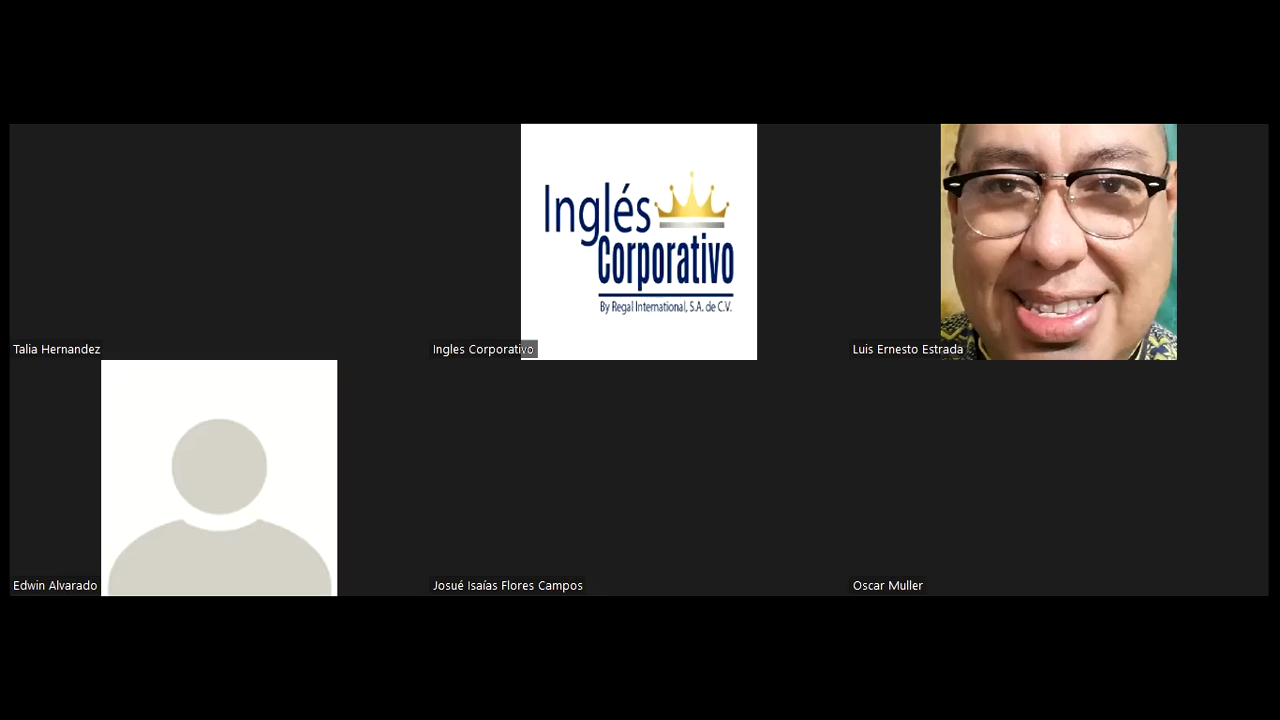 Inglés
Corporativo
By Regal International, S.A. de C.V.
Talia Hernandez
Ingles Corporativo
Luis Ernesto Estrada
Edwin Alvarado
Josué Isaías Flores Campos
Oscar Muller